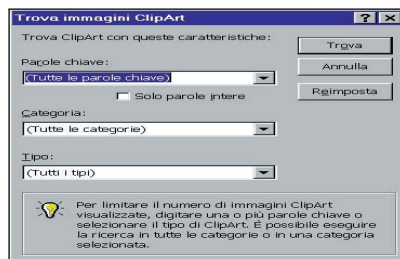 Trova immagini ClipArt
Trova ClipArt con queste caratteristiche:
Trova
Parole chiave:
Annulla
(Tutte le parole chiave)
Solo parole intere
Reimposta
Categoria:
(Tutte le categorie)
Tipo:
(Tutti i tipi)
Per limitare il numero di immagini ClipArt
visualizzate, digitare una o più parole chiave o
selezionare il tipo di ClipArt. È possibile eseguire
la ricerca in tutte le categorie o in una categoria
selezionata.